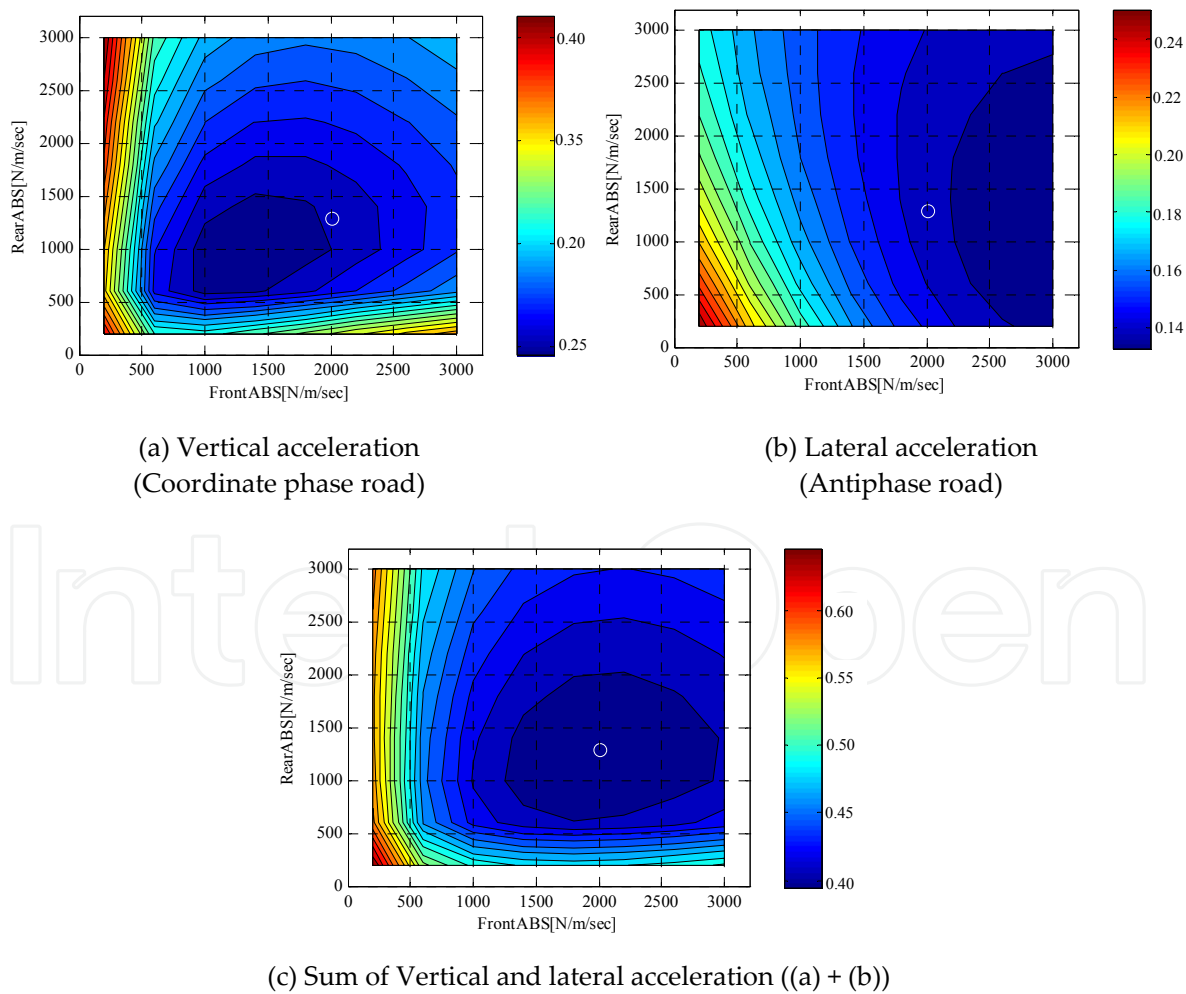 3000
2500
2000
1500
1000
500
0
RearABS[N/m/sec]
0 500 1000 1500 2000 2500 3000
FrontABS[N/m/sec]
0.40
0.35
0.20
0.25
(a) Vertical acceleration
(Coordinate phase road)
3000
2500
2000
1500
1000
500
0
RearABS[N/m/sec]
0 500 1000 1500 2000 2500 3000
FrontABS[N/m/sec]
0.24
0.22
0.20
0.18
0.16
0.14
(b) Lateral acceleration
(Antiphase road)
3000
2500
2000
1500
1000
500
0
RearABS[N/m/sec]
0 500 1000 1500 2000 2500 3000
FrontABS[N/m/sec]
0.60
0.55
0.50
0.45
0.40
(c) Sum of Vertical and lateral acceleration ((a) + (b))